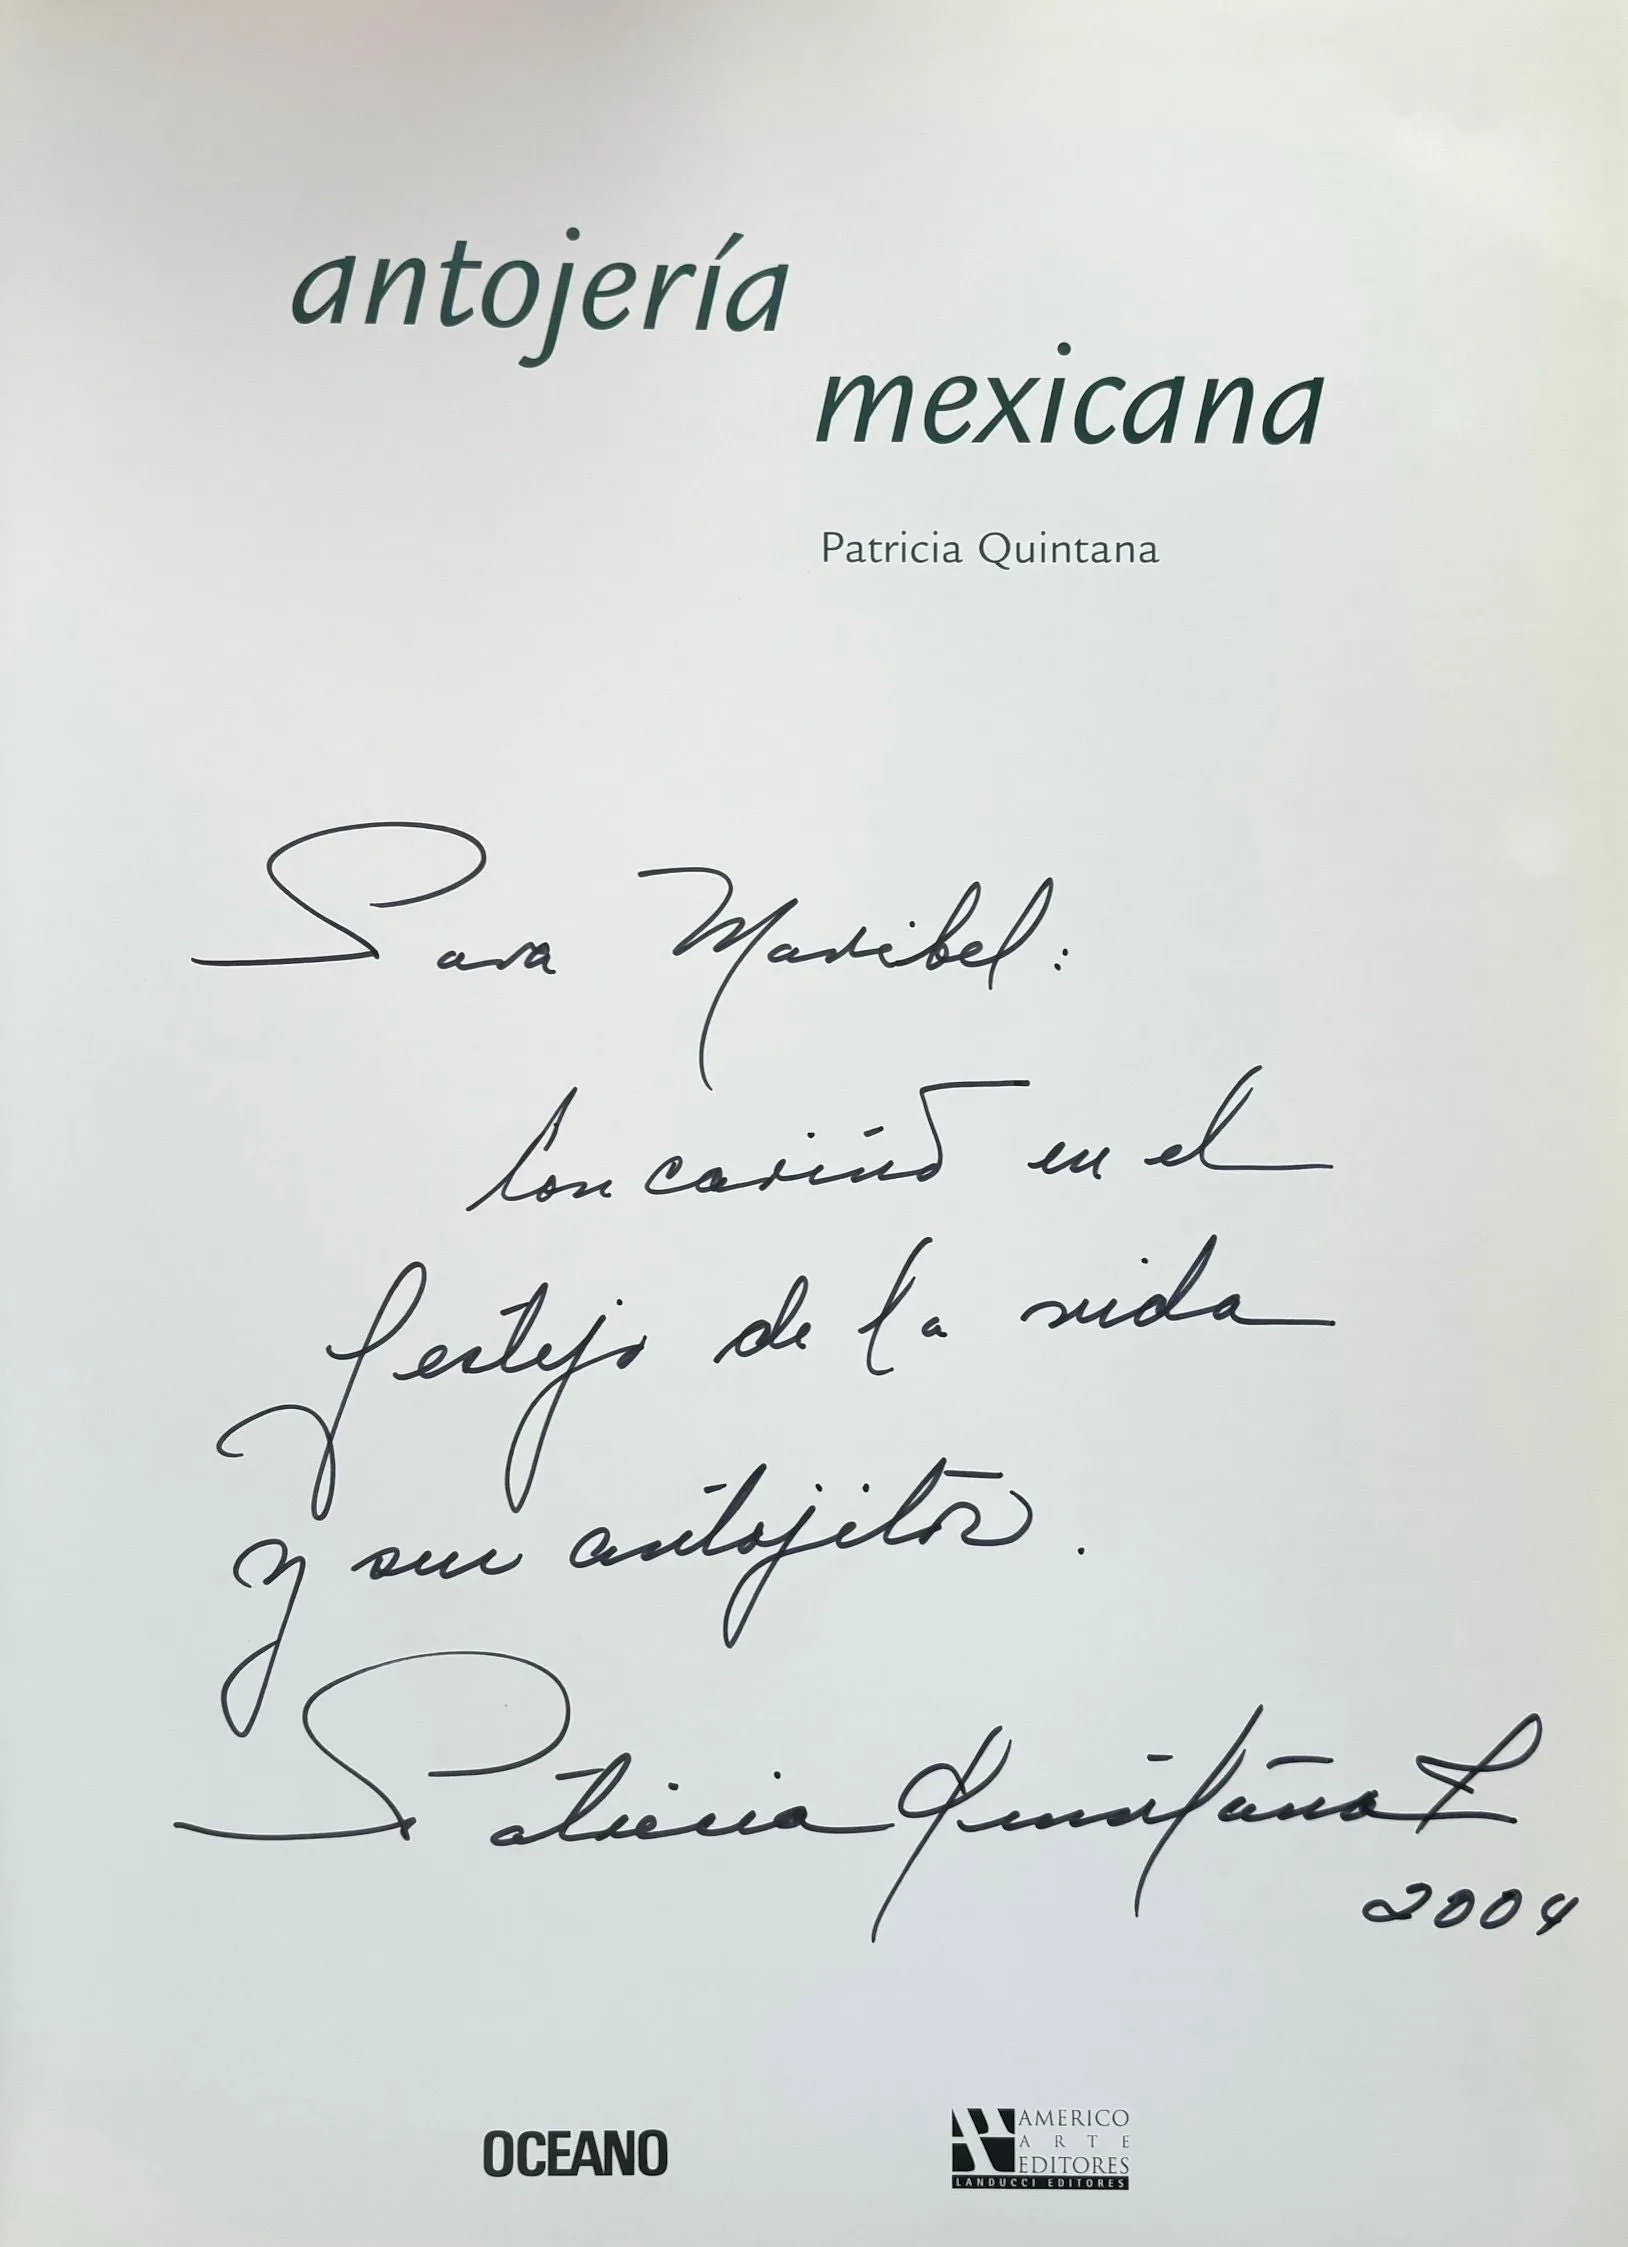 antojería
mexicana
Patricia Quintana
Sara Maribel:
Con cariño en el
festejo de la vida
y sus antojitos.
Patricia Quintana L
2004
OCEANO
AMERICO
ARTE
EDITORES
LANDUCCI EDITORES